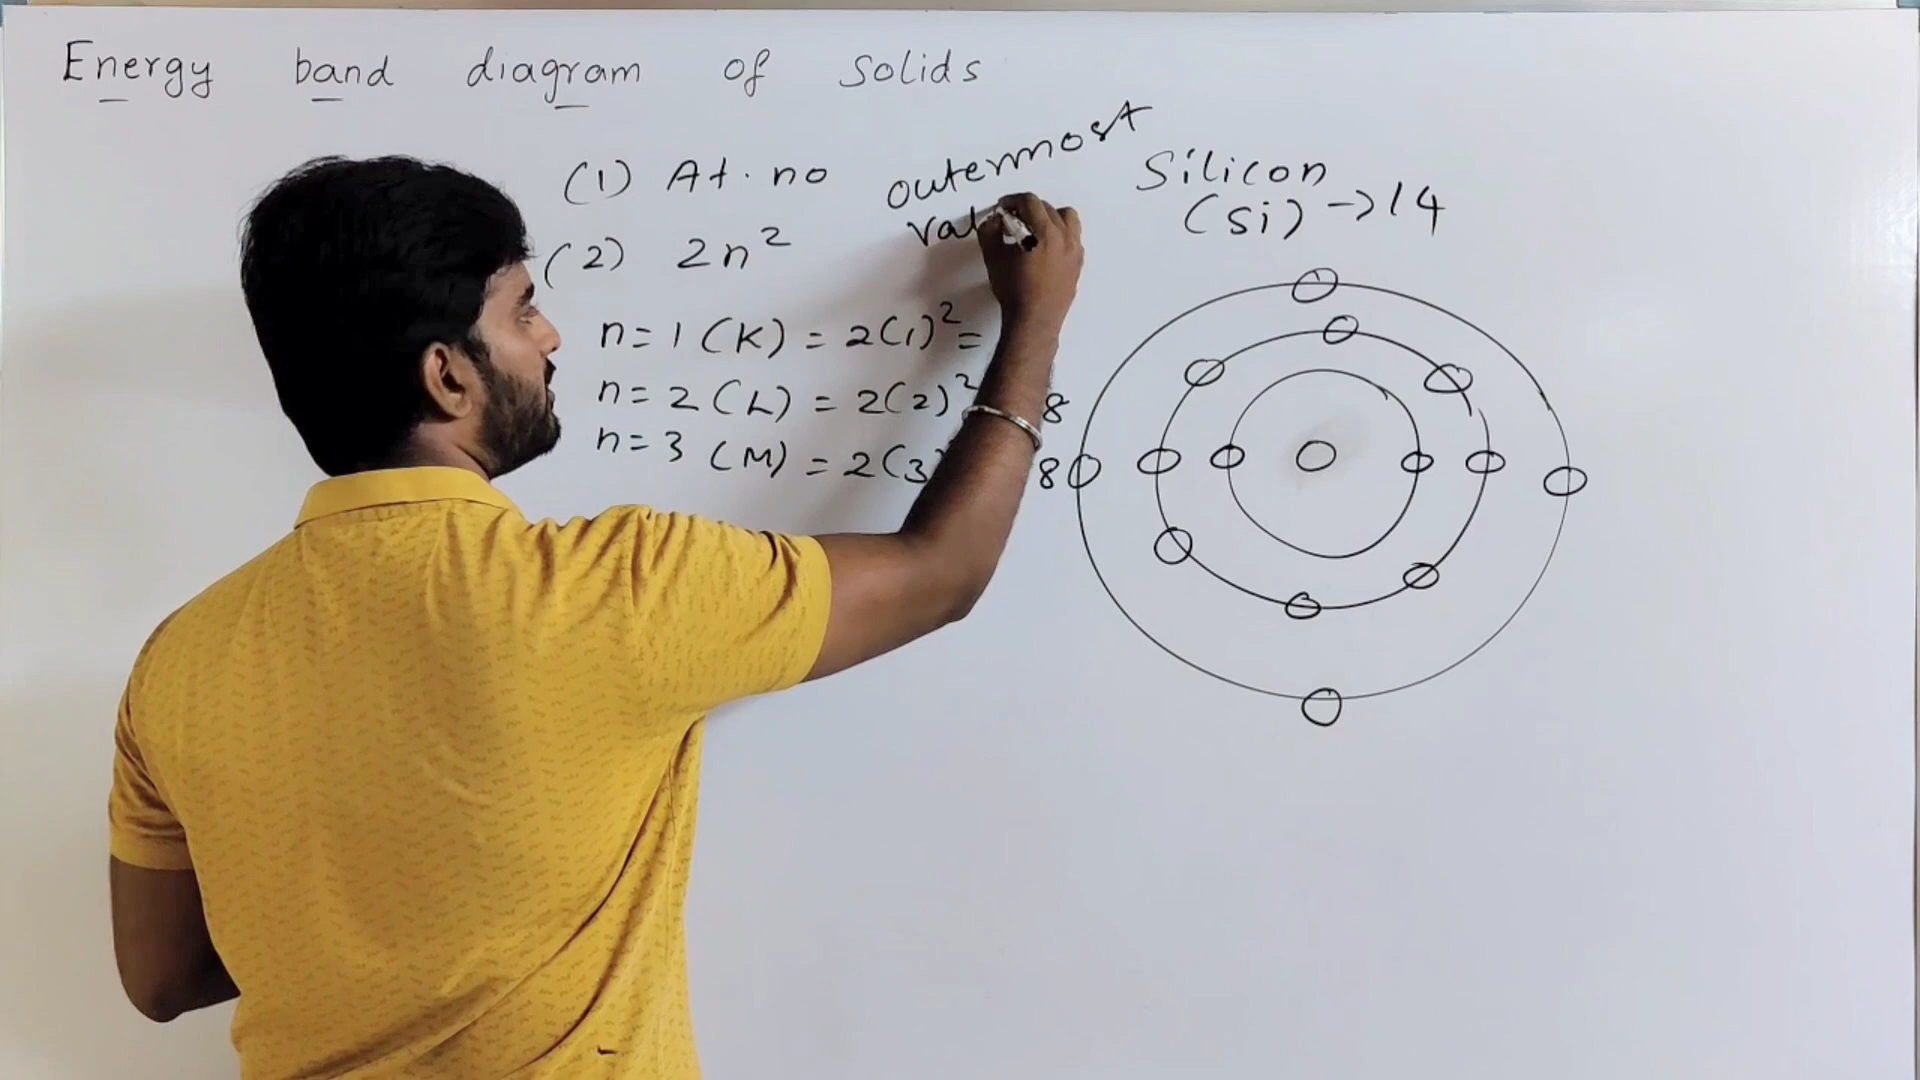 Energy band diagram of solids
(1) At. no
(2) 2n²
outermost
Silicon
(Si) → 14
n = 1 (K) = 2(1)² =
n = 2 (L) = 2(2)² 8
n = 3 (M) = 2(3) 8